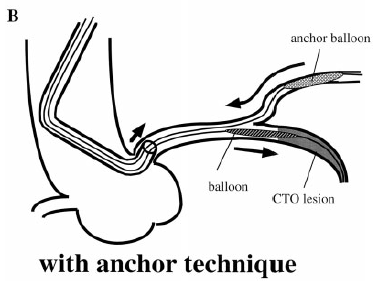 B
anchor balloon
balloon
CTO lesion
with anchor technique